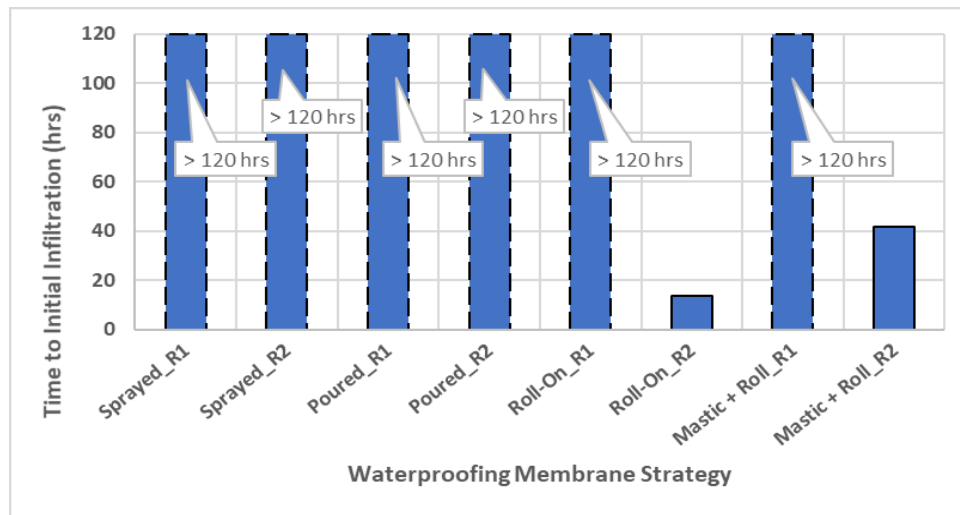 Time to Initial Infiltration (hrs)
120
100
80
60
40
20
0
> 120 hrs
> 120 hrs
> 120 hrs
> 120 hrs
> 120 hrs
> 120 hrs
Sprayed_R1
Sprayed_R2
Poured_R1
Poured_R2
Roll-On_R1
Roll-On_R2
Mastic + Roll_R1
Mastic + Roll_R2
Waterproofing Membrane Strategy